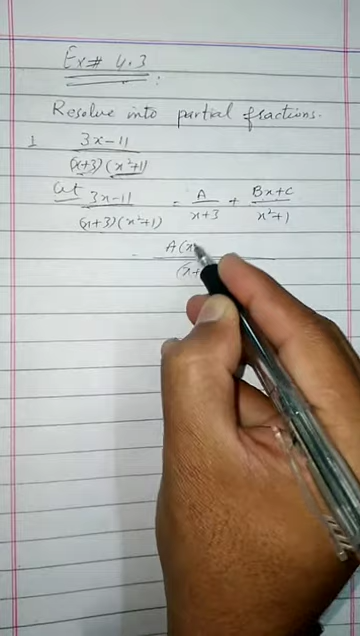 Ex# 4.3
Resolve into partial fractions.
1 3x-11
(x+3)(x²+1)
Let 3x-11 = A + Bx+C
(x+3)(x²+1) x+3 x²+1
= A(x
(x+